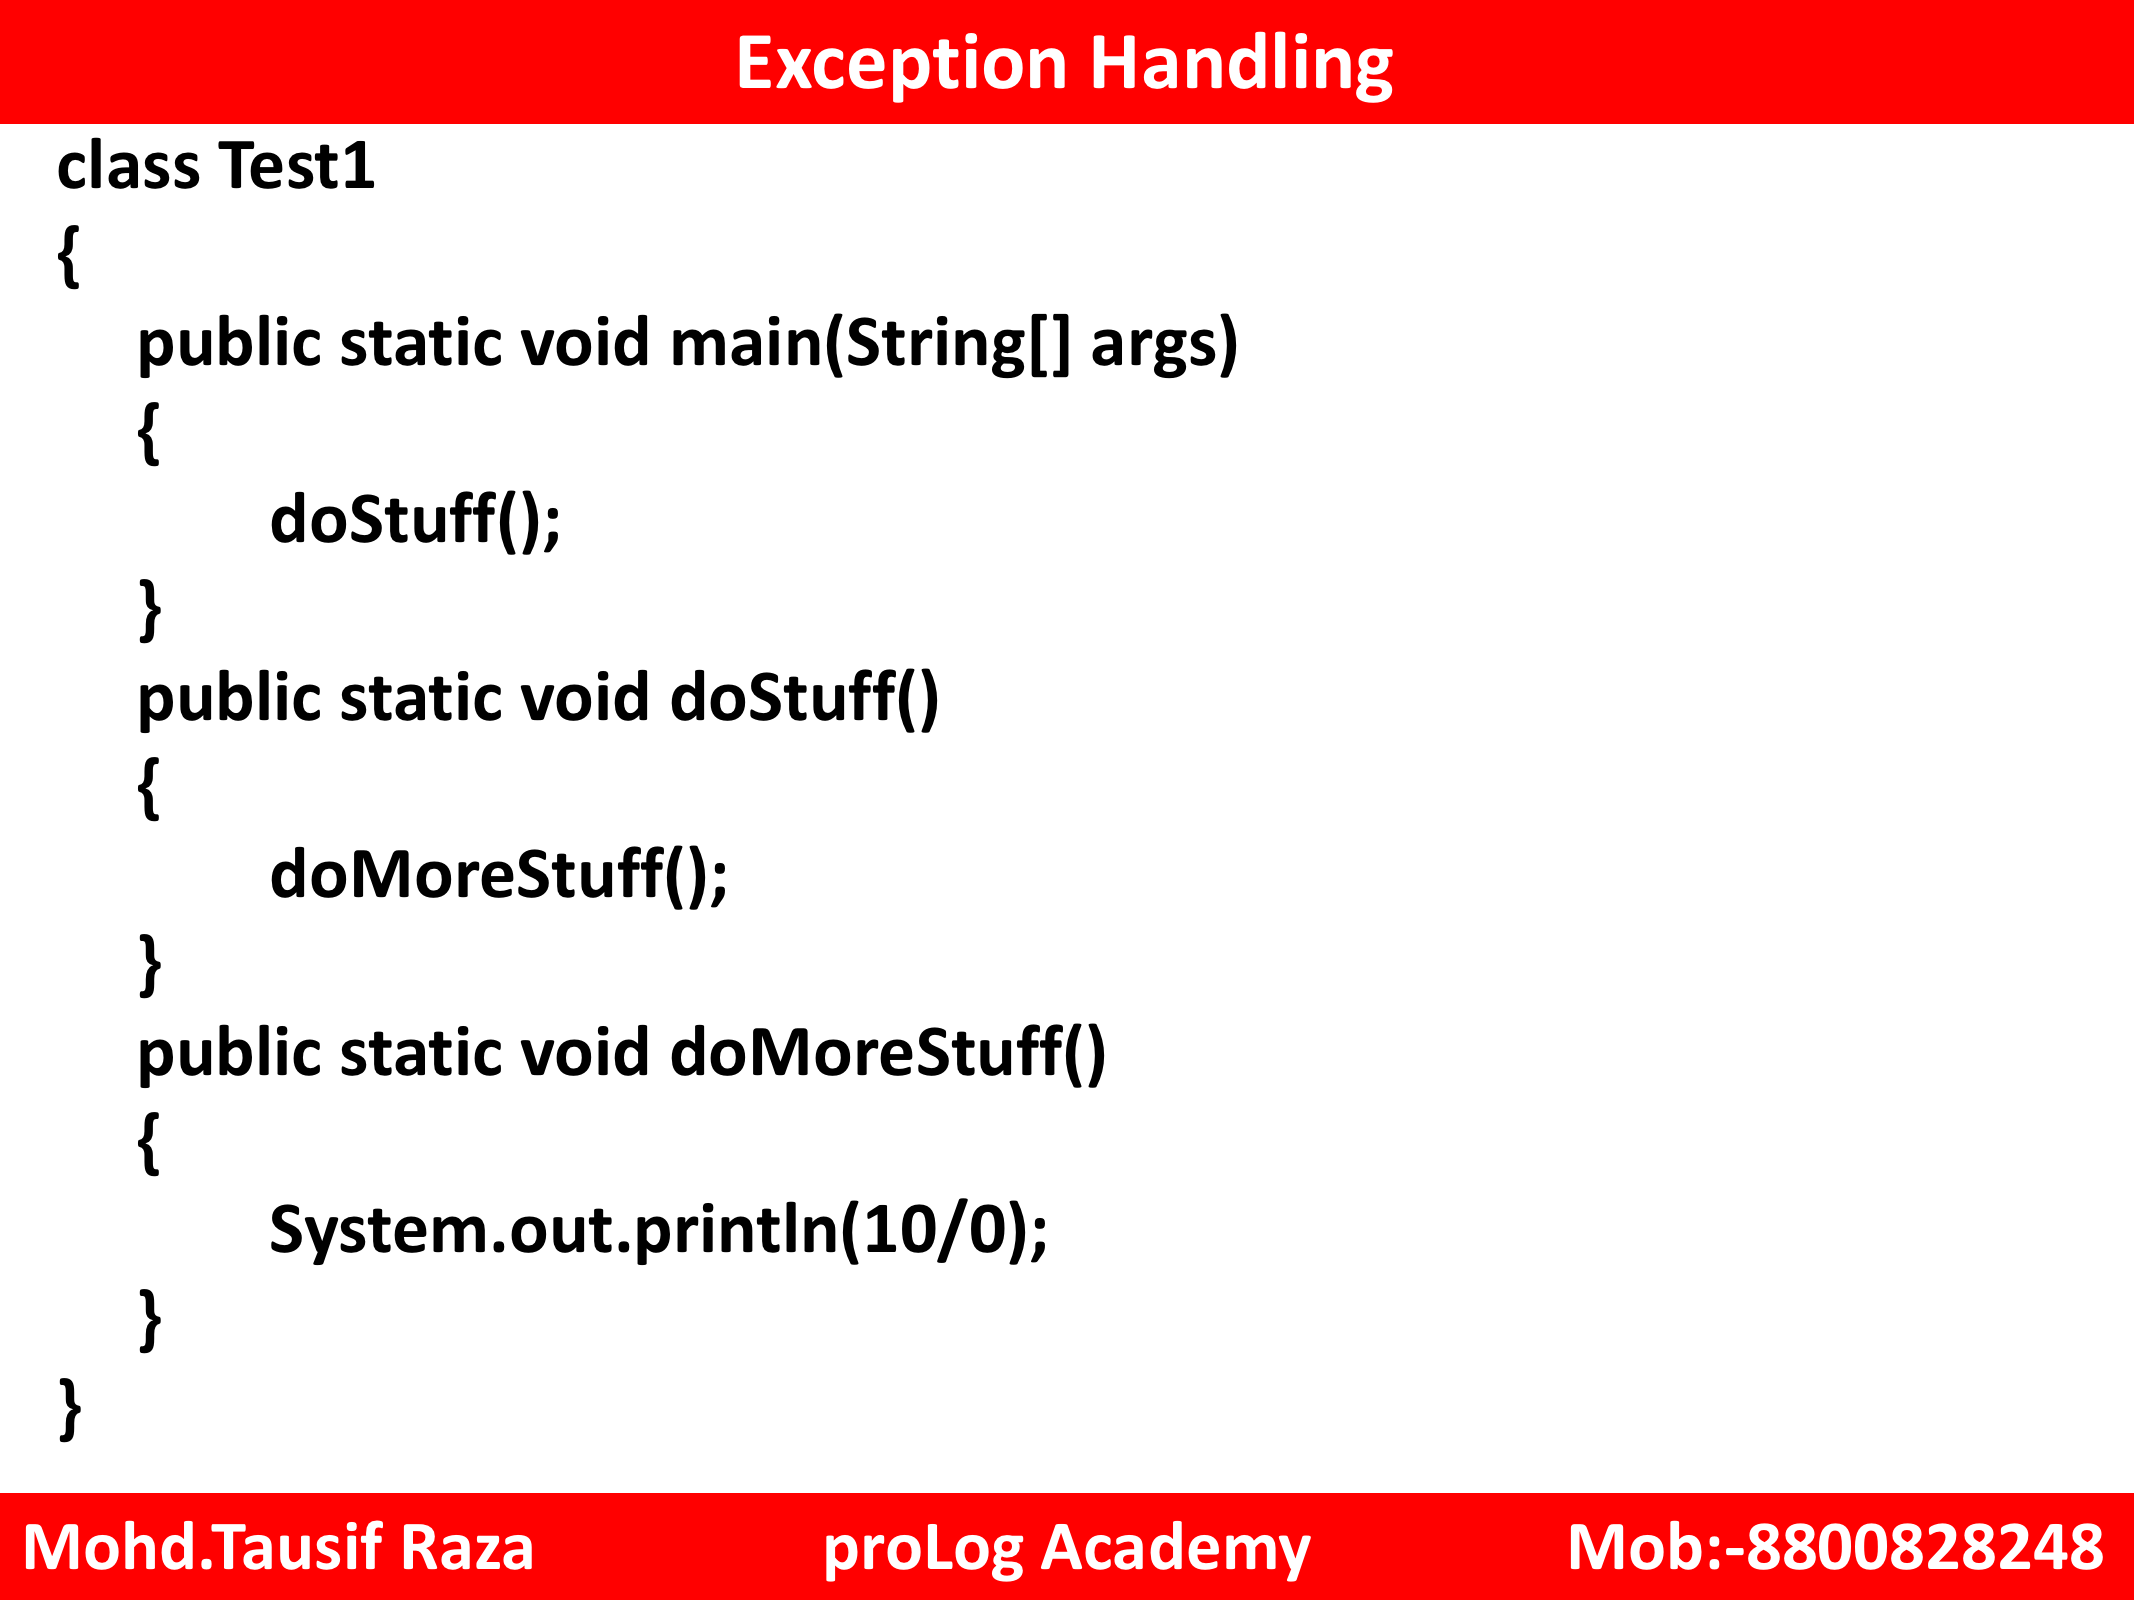 Exception Handling
class Test1
{
public static void main(String[] args)
{
doStuff();
}
public static void doStuff()
{
doMoreStuff();
}
public static void doMoreStuff()
{
System.out.println(10/0);
}
}
Mohd.Tausif Raza proLog Academy Mob:-8800828248